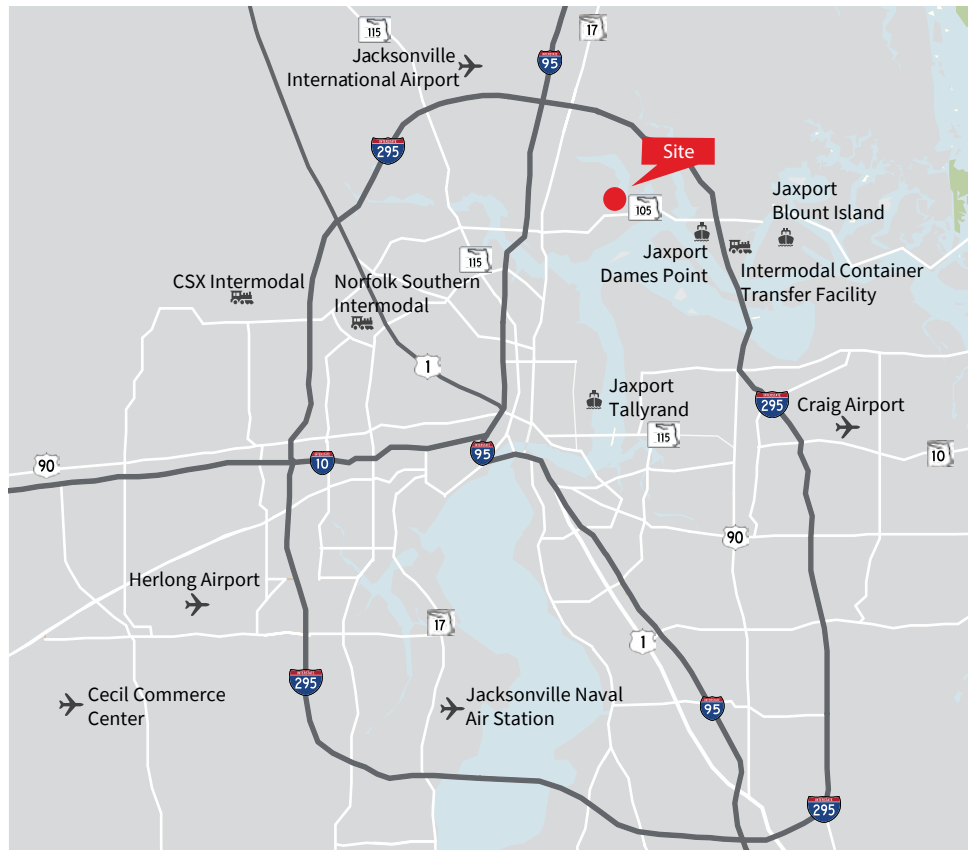 115
17
Jacksonville
International Airport
95
295
Site
105
Jaxport
Blount Island
115
Jaxport
Dames Point
Intermodal Container
Transfer Facility
CSX Intermodal
Norfolk Southern
Intermodal
1
Jaxport
Tallyrand
295
Craig Airport
115
10
90
10
95
90
Herlong Airport
17
1
295
Cecil Commerce
Center
Jacksonville Naval
Air Station
95
295